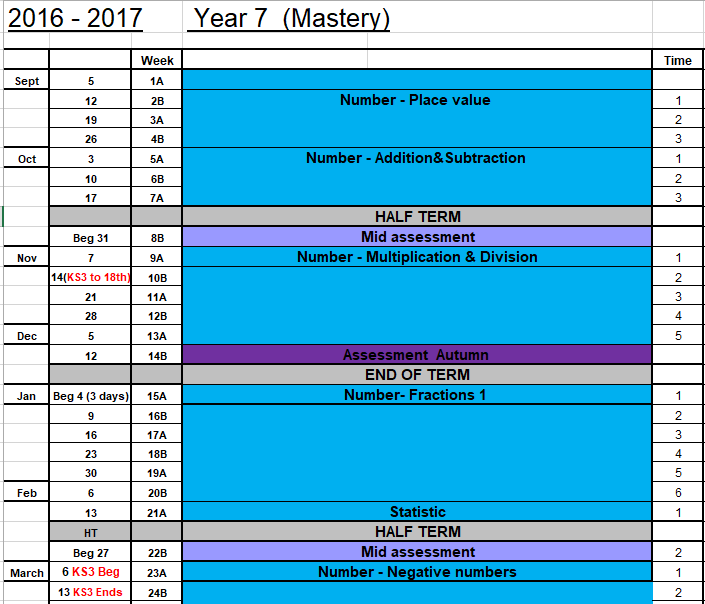 2016 - 2017 Year 7 (Mastery)
Week Time
Sept 5 1A
12 2B Number - Place value 1
19 3A 2
26 4B 3
Oct 3 5A Number - Addition&Subtraction 1
10 6B 2
17 7A 3
HALF TERM
Beg 31 8B Mid assessment
Nov 7 9A Number - Multiplication & Division 1
14(KS3 to 18th) 10B 2
21 11A 3
28 12B 4
Dec 5 13A 5
12 14B Assessment Autumn
END OF TERM
Jan Beg 4 (3 days) 15A Number- Fractions 1 1
9 16B 2
16 17A 3
23 18B 4
30 19A 5
Feb 6 20B 6
13 21A Statistic 1
HT HALF TERM
Beg 27 22B Mid assessment 2
March 6 KS3 Beg 23A Number - Negative numbers 1
13 KS3 Ends 24B 2